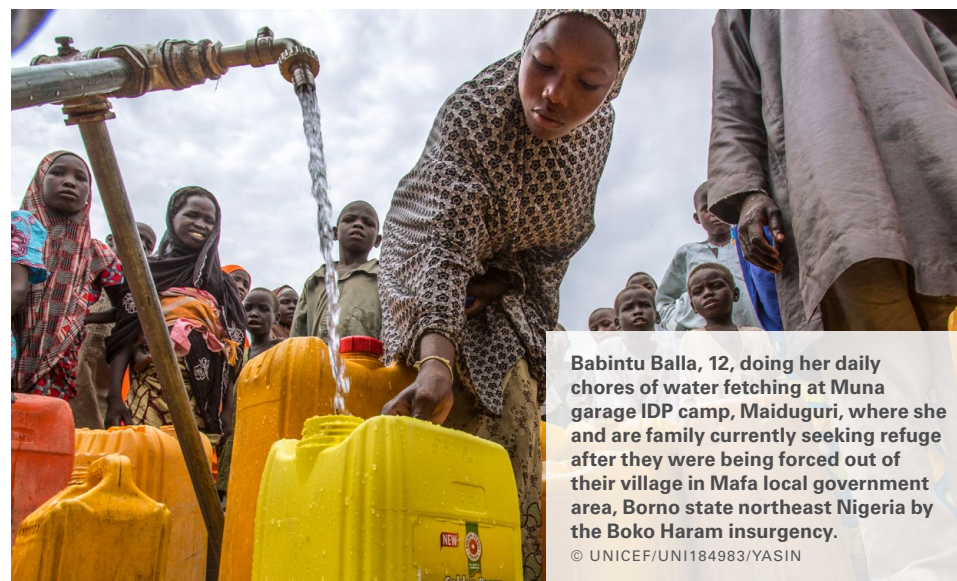 Babintu Balla, 12, doing her daily
chores of water fetching at Muna
garage IDP camp, Maiduguri, where she
and are family currently seeking refuge
after they were being forced out of
their village in Mafa local government
area, Borno state northeast Nigeria by
the Boko Haram insurgency.
© UNICEF/UNI184983/YASIN
NEW